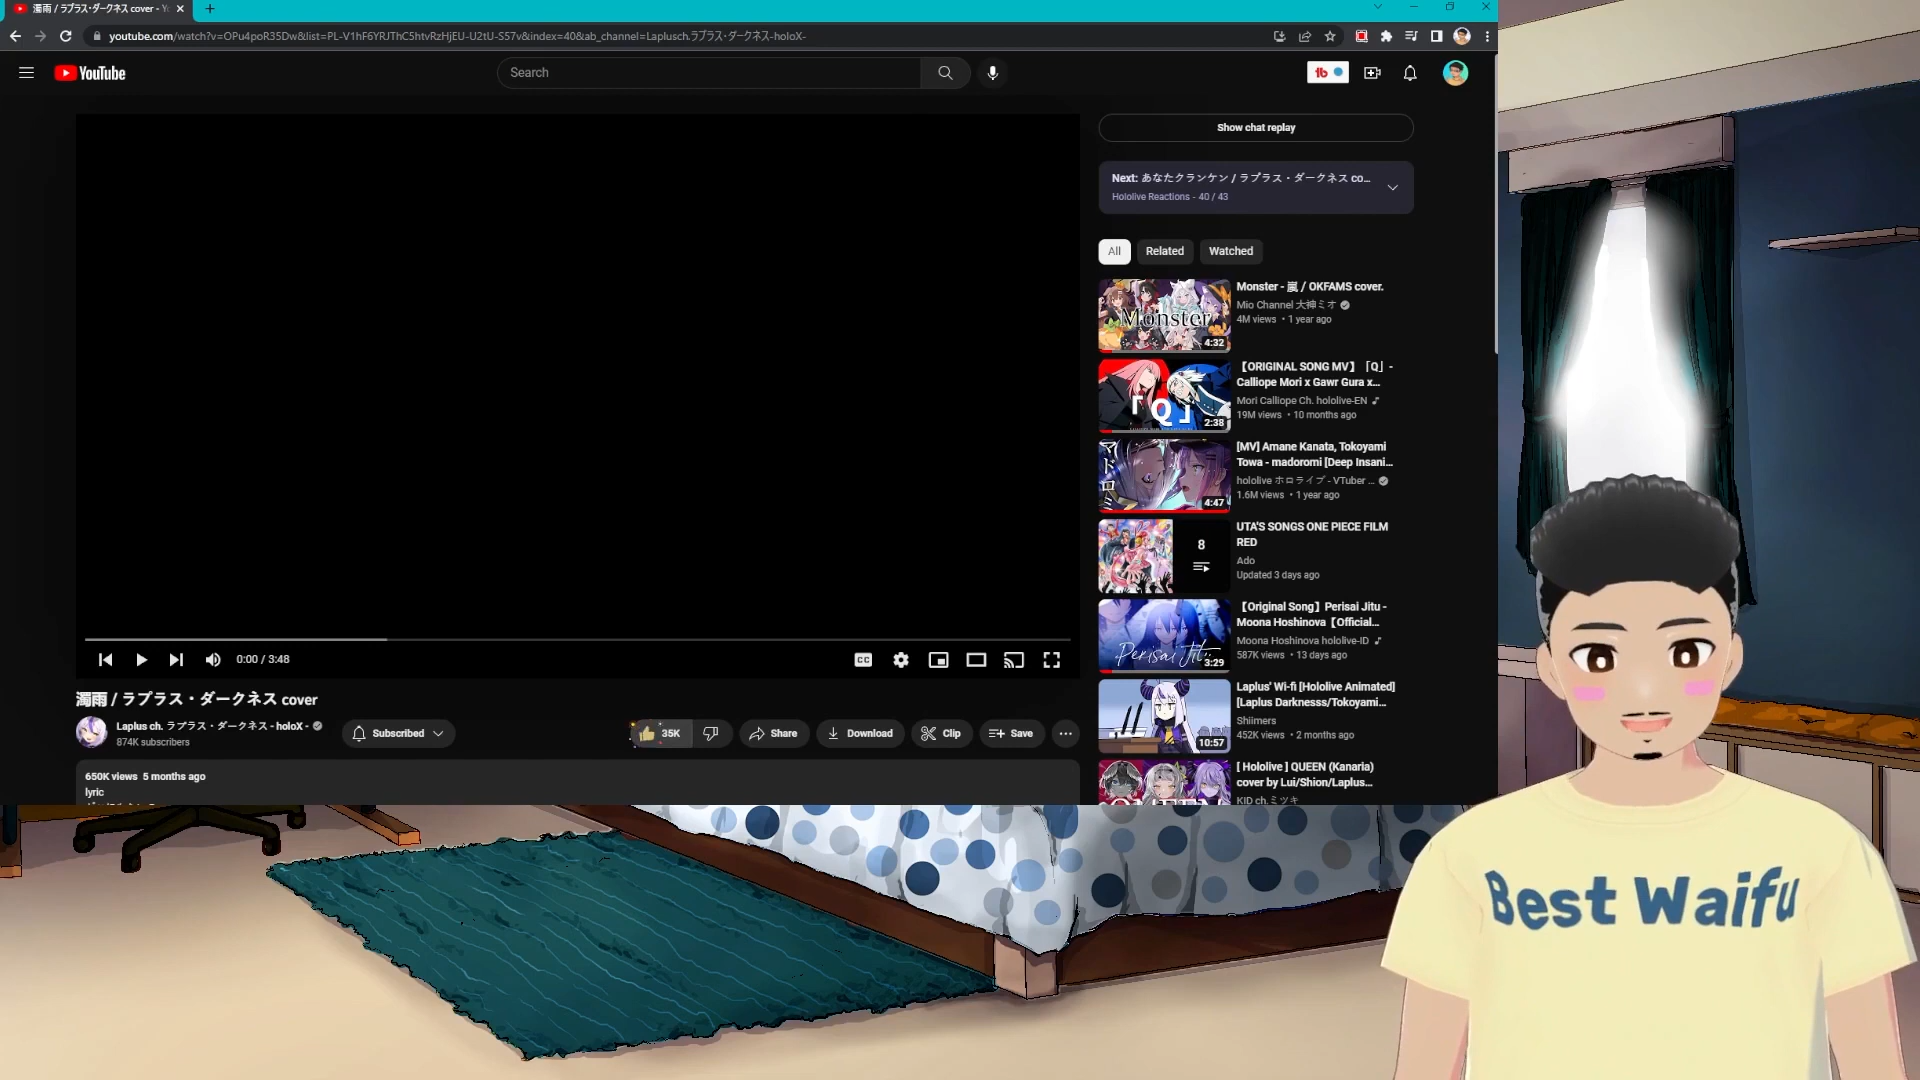 濁雨 / ラプラス・ダークネス cover - Yo
youtube.com/watch?v=OPu4poR35Dw&list=PL-V1hF6YRJThC5htvRzHjEU-U2tU-S57v&index=40&ab_channel=Laplusch.ラプラス・ダークネス-holoX-
YouTube
Search
tb
Show chat replay
Next: あなたクランケン / ラプラス・ダークネス co...
Hololive Reactions - 40 / 43
All
Related
Watched
Monster
4:32
Monster - 嵐 / OKFAMS cover.
Mio Channel 大神ミオ
4M views • 1 year ago
「Q」
2:38
【ORIGINAL SONG MV】「Q」-
Calliope Mori x Gawr Gura x...
Mori Calliope Ch. hololive-EN
19M views • 10 months ago
マドロミ
4:47
[MV] Amane Kanata, Tokoyami
Towa - madoromi [Deep Insani...
hololive ホロライブ - VTuber ...
1.6M views • 1 year ago
8
UTA'S SONGS ONE PIECE FILM
RED
Ado
Updated 3 days ago
Perisai Jitu
3:29
【Original Song】Perisai Jitu -
Moona Hoshinova【Official...
Moona Hoshinova hololive-ID
587K views • 13 days ago
10:57
Laplus' Wi-fi [Hololive Animated]
[Laplus Darknesss/Tokoyami...
Shiimers
452K views • 2 months ago
[ Hololive ] QUEEN (Kanaria)
cover by Lui/Shion/Laplus...
KID ch.ミツキ
0:00 / 3:48
CC
濁雨 / ラプラス・ダークネス cover
Laplus ch. ラプラス・ダークネス - holoX -
874K subscribers
Subscribed
35K
Share
Download
Clip
Save
650K views 5 months ago
lyric
Best Waifu